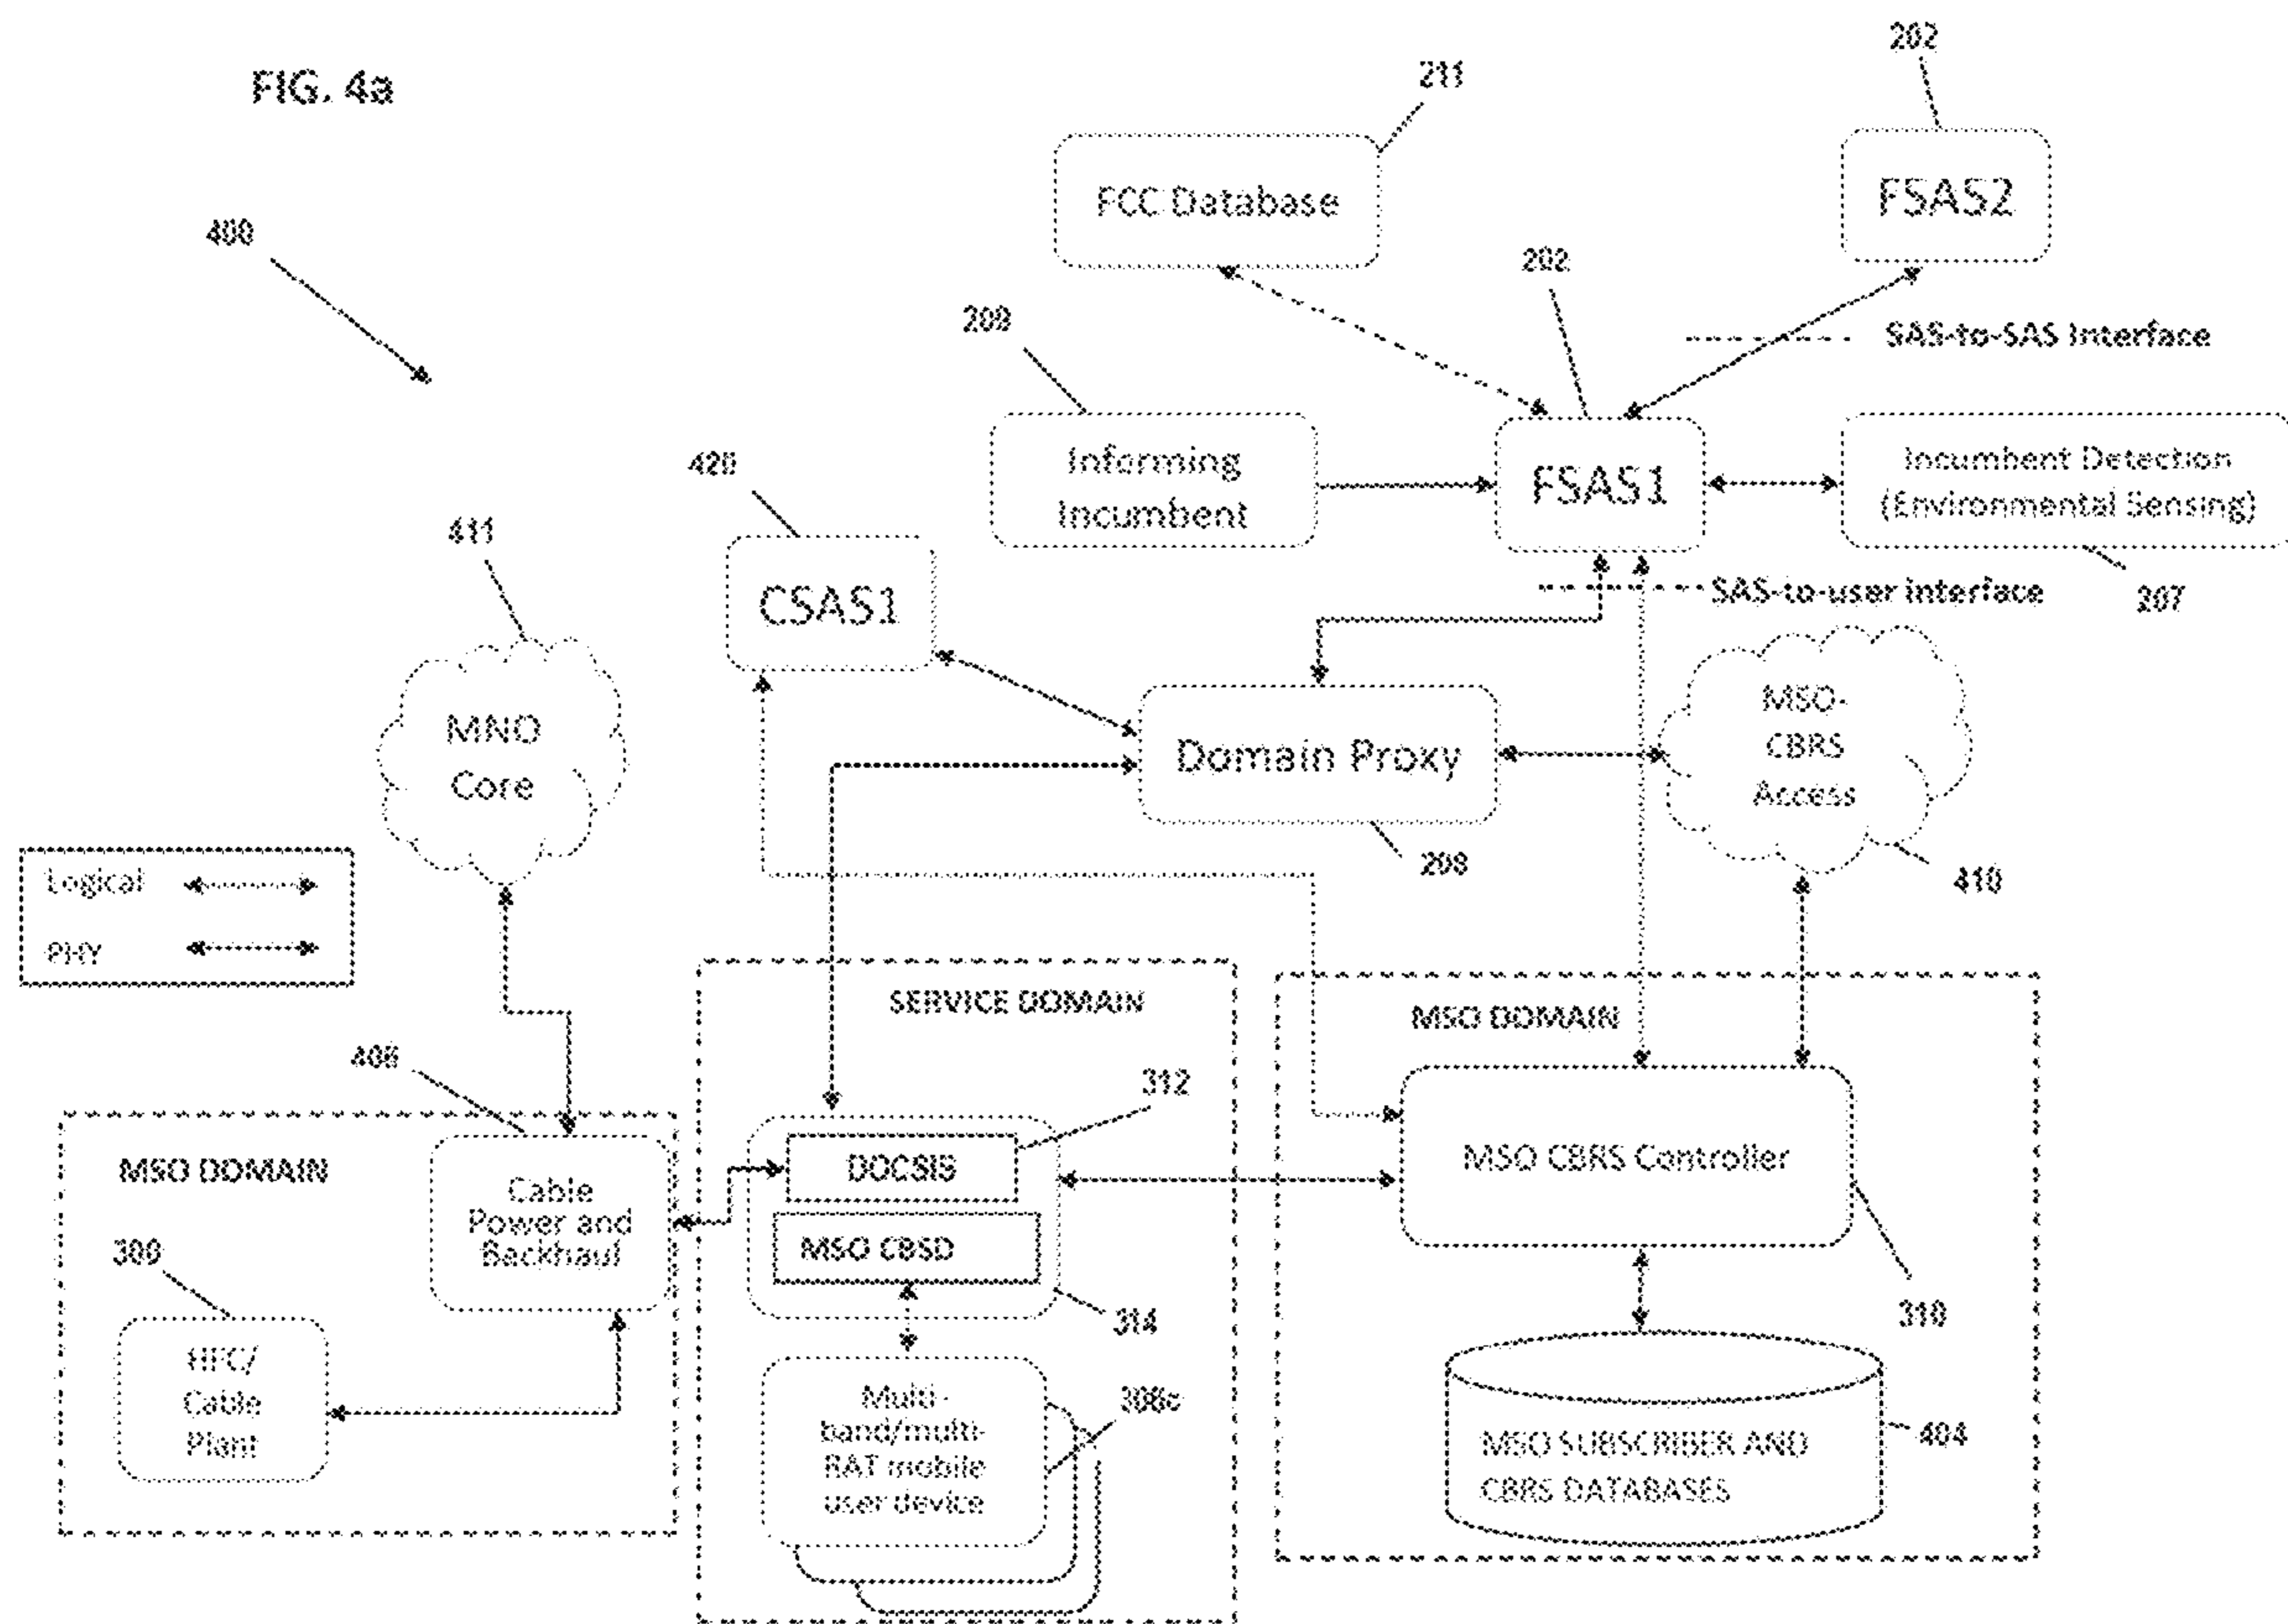 FIG. 4a
400
211
202
FCC Database
FSAS2
202
209
SAS-to-SAS Interface
Informing
Incumbent
FSAS1
Incumbent Detection
(Environmental Sensing)
207
420
CSAS1
SAS-to-user interface
411
MNO
Core
Domain Proxy
208
MSO-
CBRS
Access
410
Logical
PHY
SERVICE DOMAIN
MSO DOMAIN
406
312
MSO DOMAIN
Cable
Power and
Backhaul
DOCSIS
MSO CBSD
314
MSO CBRS Controller
310
300
HFC/
Cable
Plant
Multi-
band/multi-
RAT mobile
user device
306c
MSO SUBSCRIBER AND
CBRS DATABASES
404